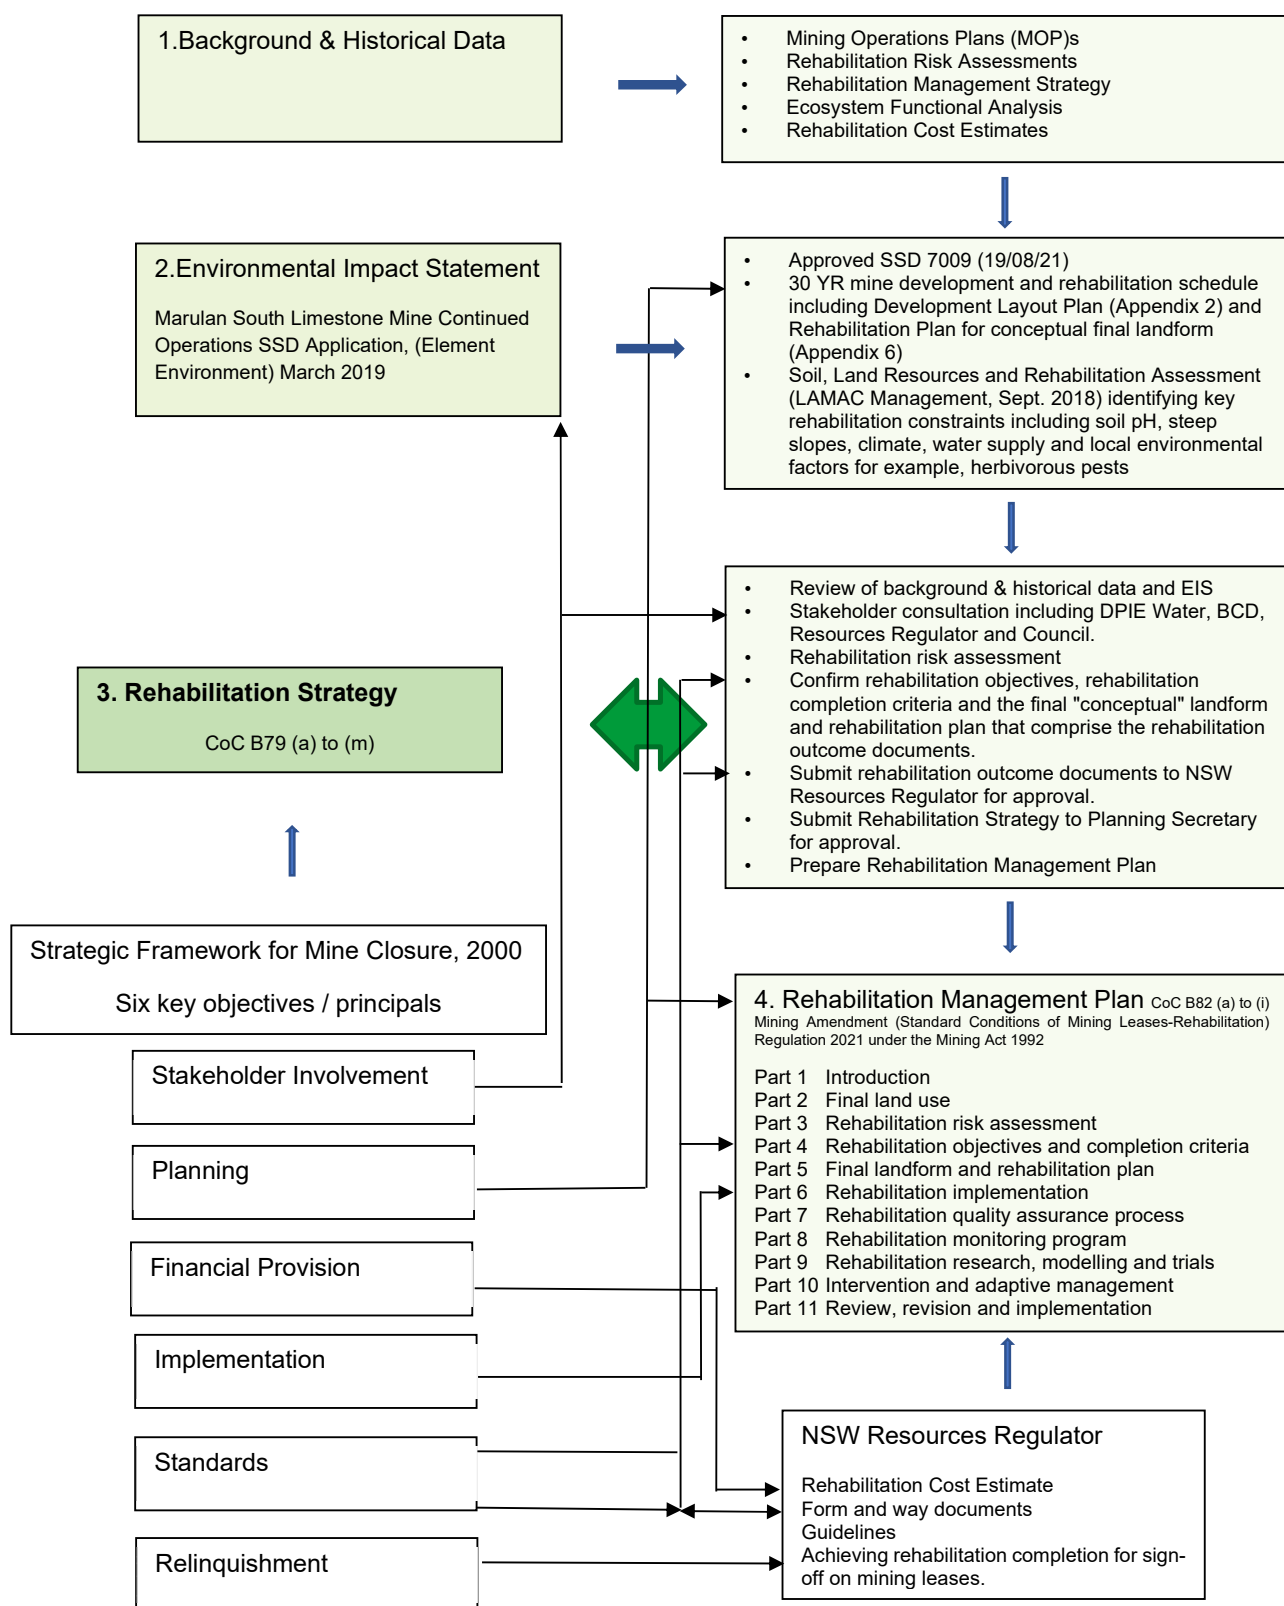 1.Background & Historical Data
• Mining Operations Plans (MOP)s
• Rehabilitation Risk Assessments
• Rehabilitation Management Strategy
• Ecosystem Functional Analysis
• Rehabilitation Cost Estimates
2.Environmental Impact Statement
Marulan South Limestone Mine Continued
Operations SSD Application, (Element
Environment) March 2019
• Approved SSD 7009 (19/08/21)
• 30 YR mine development and rehabilitation schedule
including Development Layout Plan (Appendix 2) and
Rehabilitation Plan for conceptual final landform
(Appendix 6)
• Soil, Land Resources and Rehabilitation Assessment
(LAMAC Management, Sept. 2018) identifying key
rehabilitation constraints including soil pH, steep
slopes, climate, water supply and local environmental
factors for example, herbivorous pests
3. Rehabilitation Strategy
CoC B79 (a) to (m)
• Review of background & historical data and EIS
• Stakeholder consultation including DPIE Water, BCD,
Resources Regulator and Council.
• Rehabilitation risk assessment
• Confirm rehabilitation objectives, rehabilitation
completion criteria and the final "conceptual" landform
and rehabilitation plan that comprise the rehabilitation
outcome documents.
• Submit rehabilitation outcome documents to NSW
Resources Regulator for approval.
• Submit Rehabilitation Strategy to Planning Secretary
for approval.
• Prepare Rehabilitation Management Plan
Strategic Framework for Mine Closure, 2000
Six key objectives / principals
Stakeholder Involvement
Planning
Financial Provision
Implementation
Standards
Relinquishment
4. Rehabilitation Management Plan CoC B82 (a) to (i)
Mining Amendment (Standard Conditions of Mining Leases-Rehabilitation)
Regulation 2021 under the Mining Act 1992
Part 1 Introduction
Part 2 Final land use
Part 3 Rehabilitation risk assessment
Part 4 Rehabilitation objectives and completion criteria
Part 5 Final landform and rehabilitation plan
Part 6 Rehabilitation implementation
Part 7 Rehabilitation quality assurance process
Part 8 Rehabilitation monitoring program
Part 9 Rehabilitation research, modelling and trials
Part 10 Intervention and adaptive management
Part 11 Review, revision and implementation
NSW Resources Regulator
Rehabilitation Cost Estimate
Form and way documents
Guidelines
Achieving rehabilitation completion for sign-
off on mining leases.